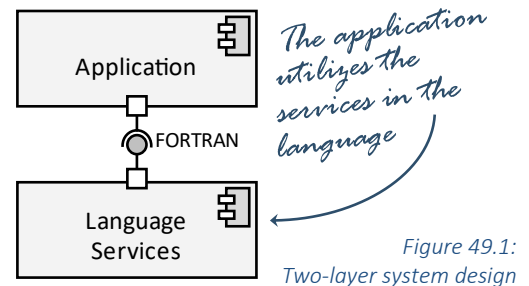 Application
FORTRAN
Language
Services
The application
utilizes the
services in the
language
Figure 49.1:
Two-layer system design